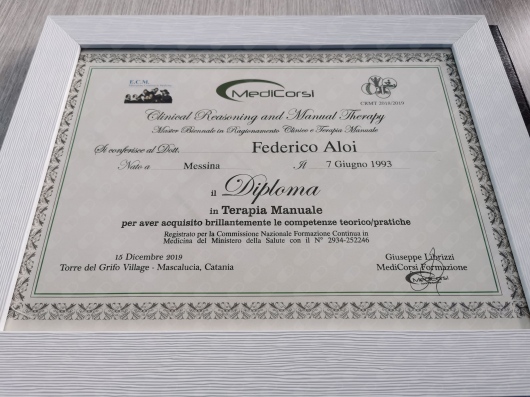 E.C.M.
MediCorsi
CRMT 2018/2019
Clinical Reasoning and Manual Therapy
Master Biennale in Ragionamento Clinico e Terapia Manuale
Si conferisce al Dott. Federico Aloi
Nato a Messina Il 7 Giugno 1993
il Diploma
in Terapia Manuale
per aver acquisito brillantemente le competenze teorico/pratiche
Registrato per la Commissione Nazionale Formazione Continua in
Medicina del Ministero della Salute con il N° 2934-252246
15 Dicembre 2019
Torre del Grifo Village - Mascalucia, Catania
Giuseppe Librizzi
MediCorsi Formazione
MediCorsi